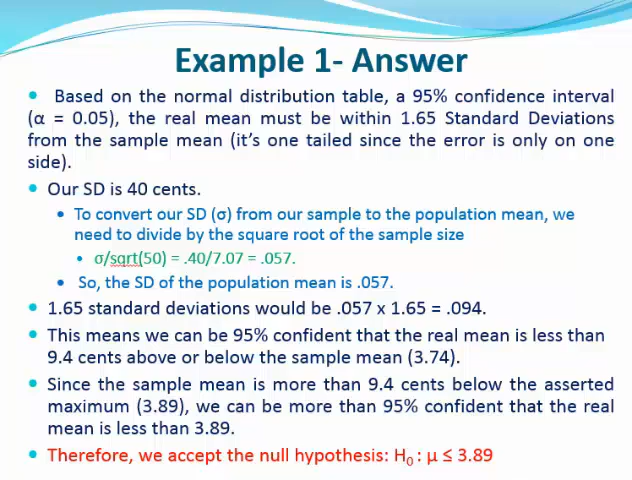 Example 1- Answer
• Based on the normal distribution table, a 95% confidence interval
(α = 0.05), the real mean must be within 1.65 Standard Deviations
from the sample mean (it's one tailed since the error is only on one
side).
• Our SD is 40 cents.
• To convert our SD (σ) from our sample to the population mean, we
need to divide by the square root of the sample size
• σ/sqrt(50) = .40/7.07 = .057.
• So, the SD of the population mean is .057.
• 1.65 standard deviations would be .057 x 1.65 = .094.
• This means we can be 95% confident that the real mean is less than
9.4 cents above or below the sample mean (3.74).
• Since the sample mean is more than 9.4 cents below the asserted
maximum (3.89), we can be more than 95% confident that the real
mean is less than 3.89.
• Therefore, we accept the null hypothesis: H₀ : μ ≤ 3.89